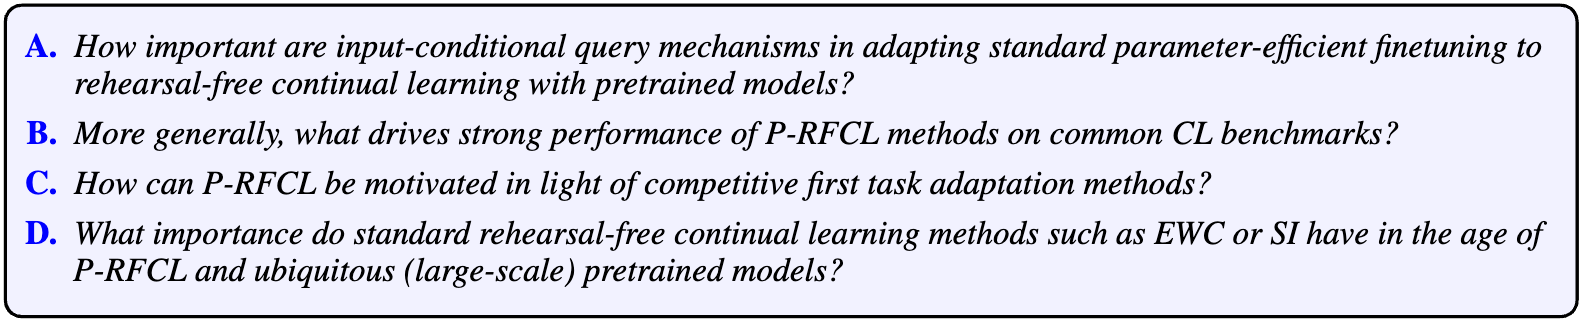 A. How important are input-conditional query mechanisms in adapting standard parameter-efficient finetuning to
rehearsal-free continual learning with pretrained models?
B. More generally, what drives strong performance of P-RFCL methods on common CL benchmarks?
C. How can P-RFCL be motivated in light of competitive first task adaptation methods?
D. What importance do standard rehearsal-free continual learning methods such as EWC or SI have in the age of
P-RFCL and ubiquitous (large-scale) pretrained models?